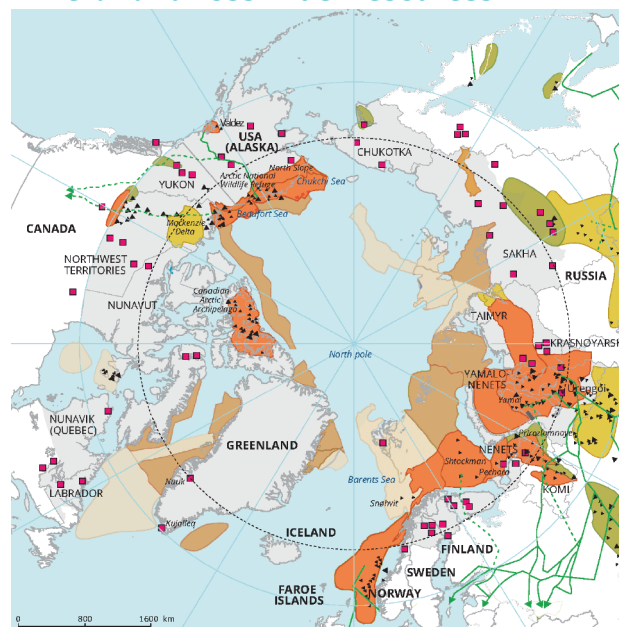 Valdez
USA
(ALASKA)
CHUKOTKA
North Slope
Arctic National
Wildlife Refuge
Chukchi Sea
YUKON
Beaufort Sea
CANADA
Mackenzie
Delta
SAKHA
NORTHWEST
TERRITORIES
RUSSIA
NUNAVUT
Canadian
Arctic
Archipelago
TAIMYR
KRASNOYARSK
North pole
YAMALO-
NENETS
Urengoi
Yamal
NUNAVIK
(QUEBEC)
GREENLAND
Prirazlomnoye
NENETS
Shtockman
Pechora
LABRADOR
Nuuk
Barents Sea
KOMI
Snøhvit
Kujalleq
ICELAND
FINLAND
SWEDEN
FAROE
ISLANDS
NORWAY
0 800 1600 km